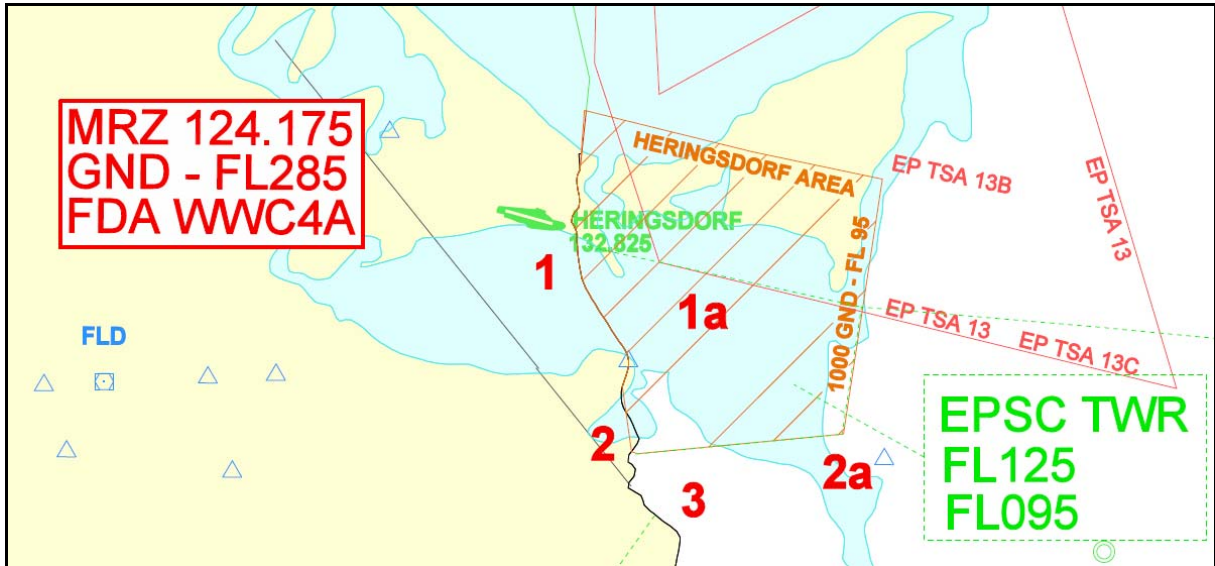 MRZ 124.175
GND - FL285
FDA WWC4A
HERINGSDORF AREA
EP TSA 13B
EP TSA 13
HERINGSDORF
132,825
1
1a
1000 GND - FL 95
EP TSA 13
EP TSA 13C
FLD
EPSC TWR
FL125
FL095
2
2a
3